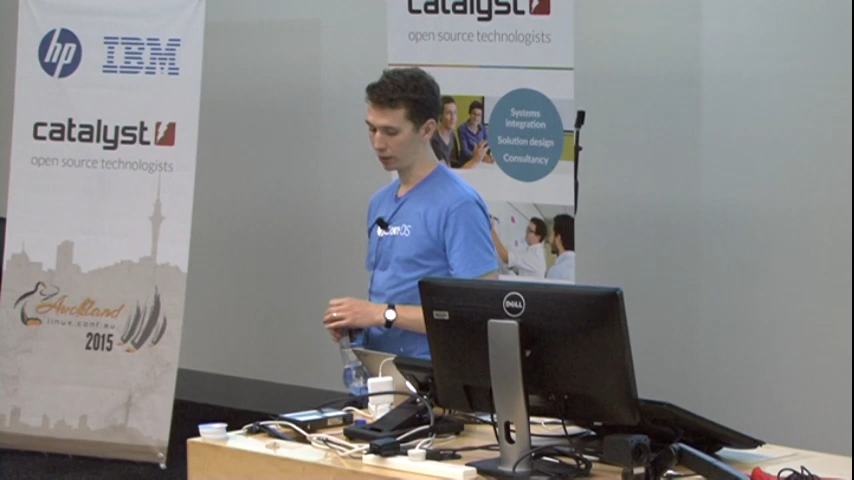 hp
IBM
catalyst
open source technologists
Auckland
linux.conf.au
2015
catalyst
open source technologists
Systems
integration
Solution design
Consultancy
DELL